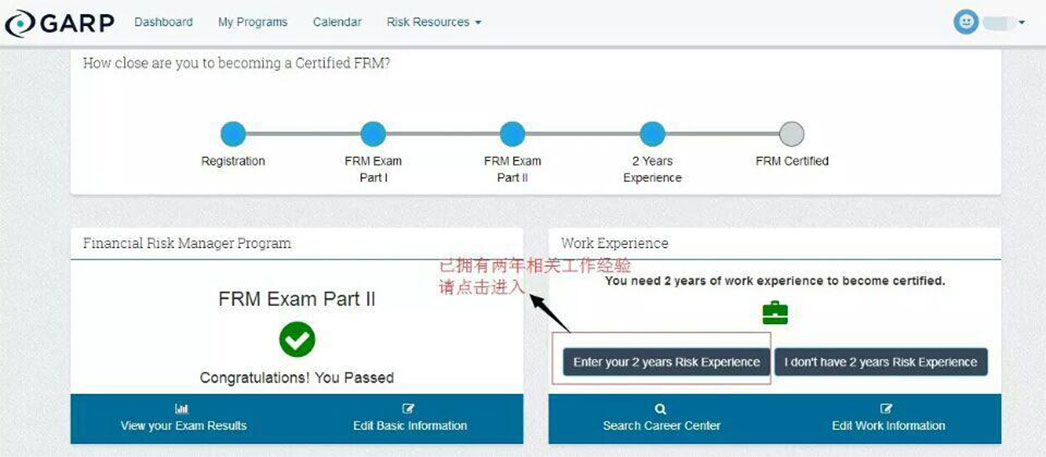 GARP
Dashboard
My Programs
Calendar
Risk Resources
How close are you to becoming a Certified FRM?
Registration
FRM Exam
Part I
FRM Exam
Part II
2 Years
Experience
FRM Certified
Financial Risk Manager Program
FRM Exam Part II
Congratulations! You Passed
View your Exam Results
Edit Basic Information
Work Experience
已拥有两年相关工作经验
请点击进入
You need 2 years of work experience to become certified.
Enter your 2 years Risk Experience
I don't have 2 years Risk Experience
Search Career Center
Edit Work Information